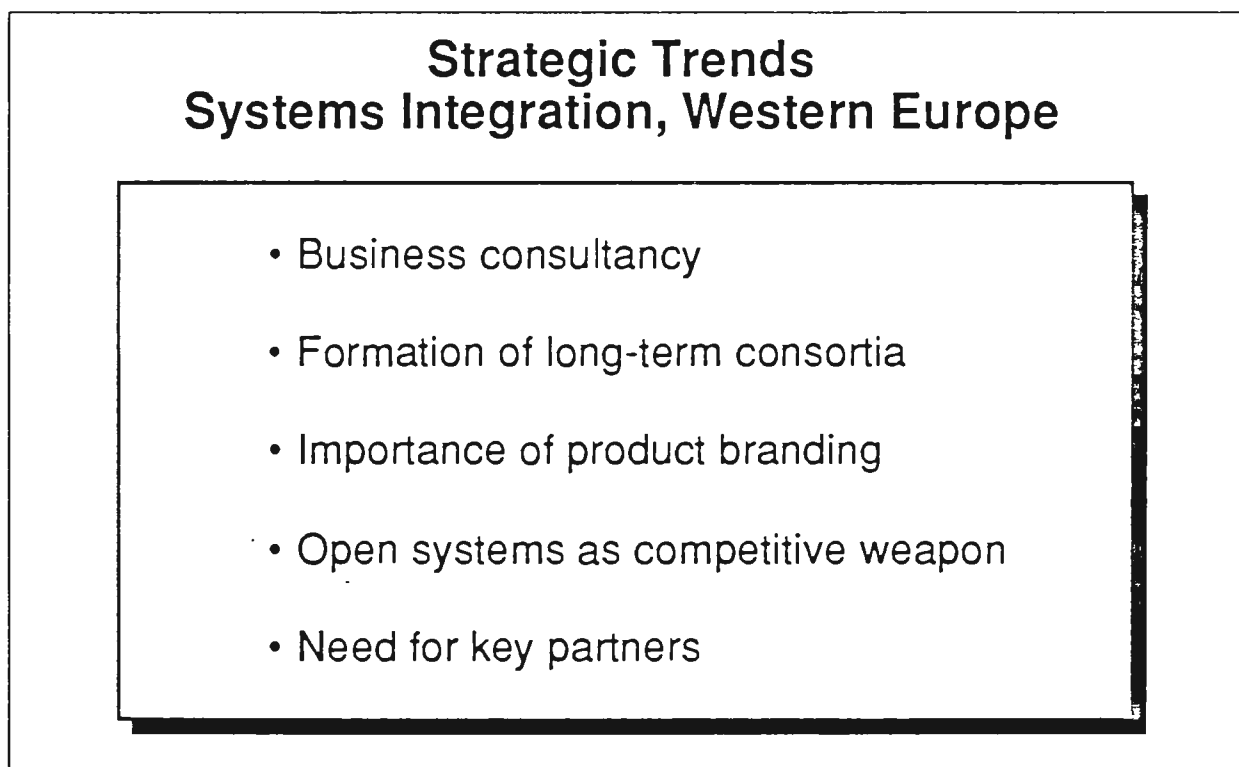 Strategic Trends
Systems Integration, Western Europe
• Business consultancy
• Formation of long-term consortia
• Importance of product branding
• Open systems as competitive weapon
• Need for key partners